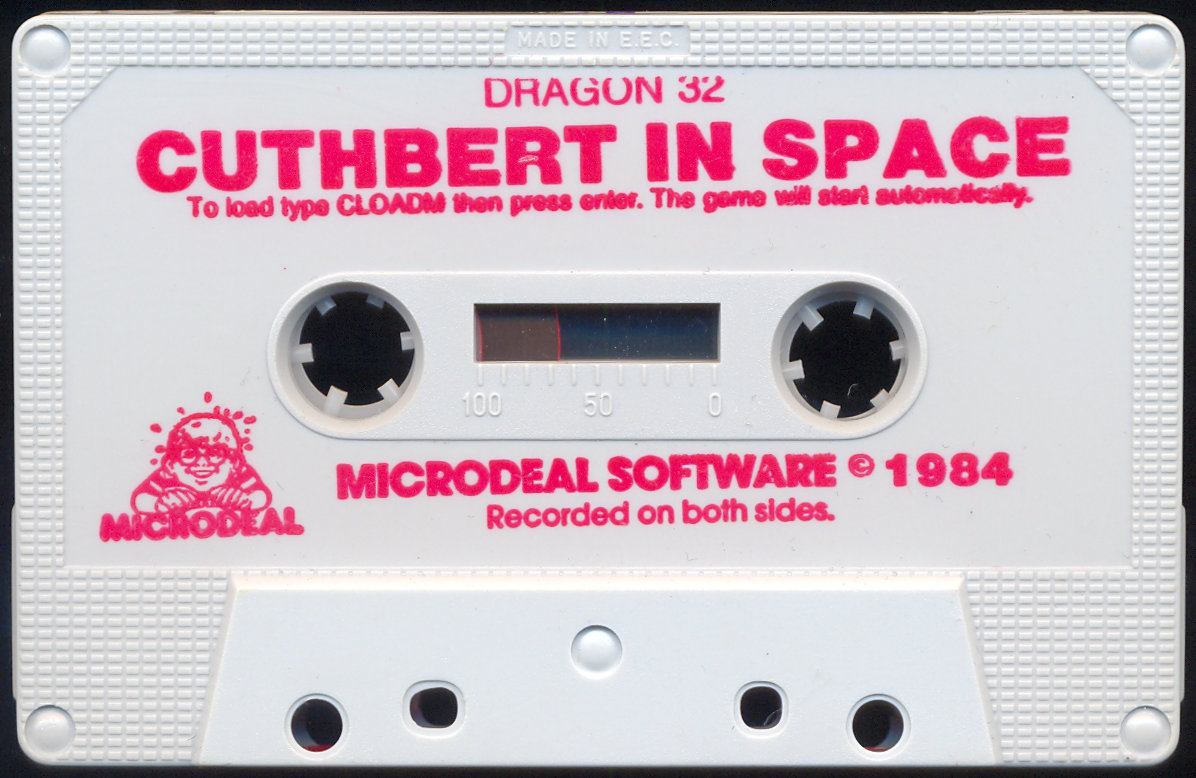 MADE IN E.E.C.
DRAGON 32
CUTHBERT IN SPACE
To load type CLOADM then press enter. The game will start automatically.
100 50 0
MICRODEAL
MICRODEAL SOFTWARE © 1984
Recorded on both sides.